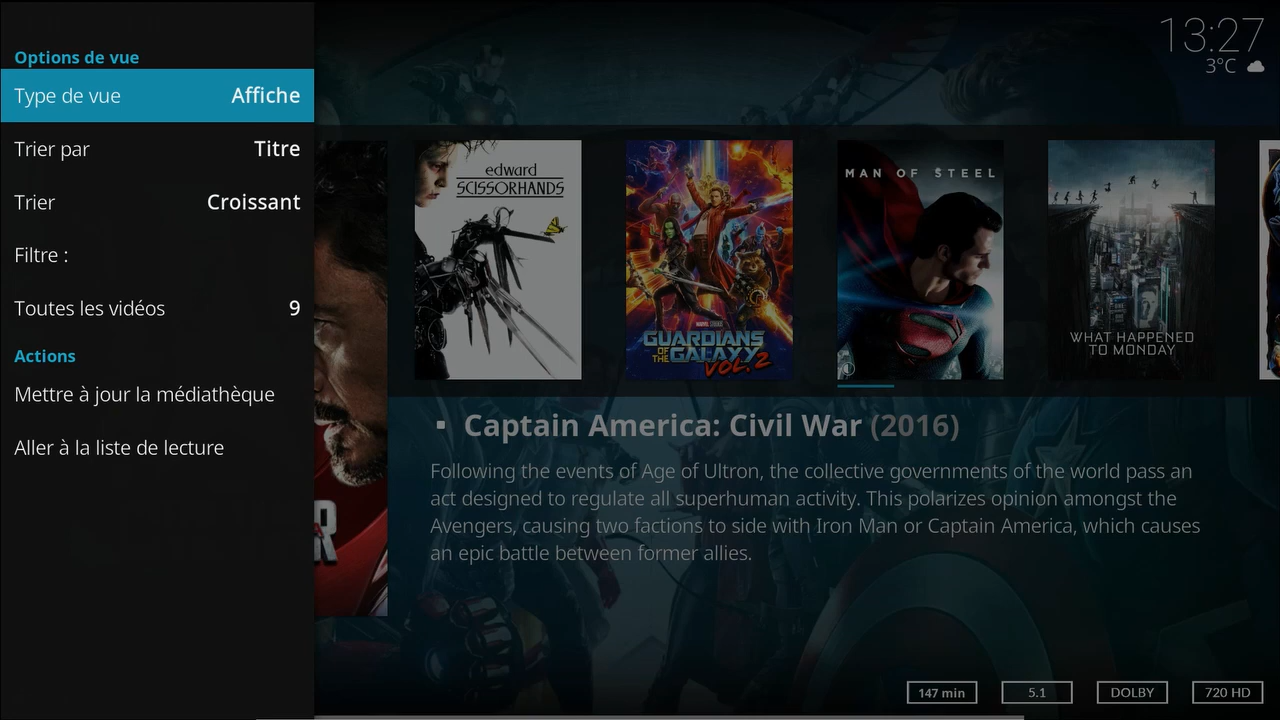 Options de vue
Type de vue Affiche
Trier par Titre
Trier Croissant
Filtre :
Toutes les vidéos 9
Actions
Mettre à jour la médiathèque
Aller à la liste de lecture
13:27
3°C
edward
SCISSORHANDS
MARVEL STUDIOS
GUARDIANS
OF THE GALAXY
VOL. 2
MAN OF STEEL
WHAT HAPPENED
TO MONDAY
Captain America: Civil War (2016)
Following the events of Age of Ultron, the collective governments of the world pass an
act designed to regulate all superhuman activity. This polarizes opinion amongst the
Avengers, causing two factions to side with Iron Man or Captain America, which causes
an epic battle between former allies.
147 min 5.1 DOLBY 720 HD